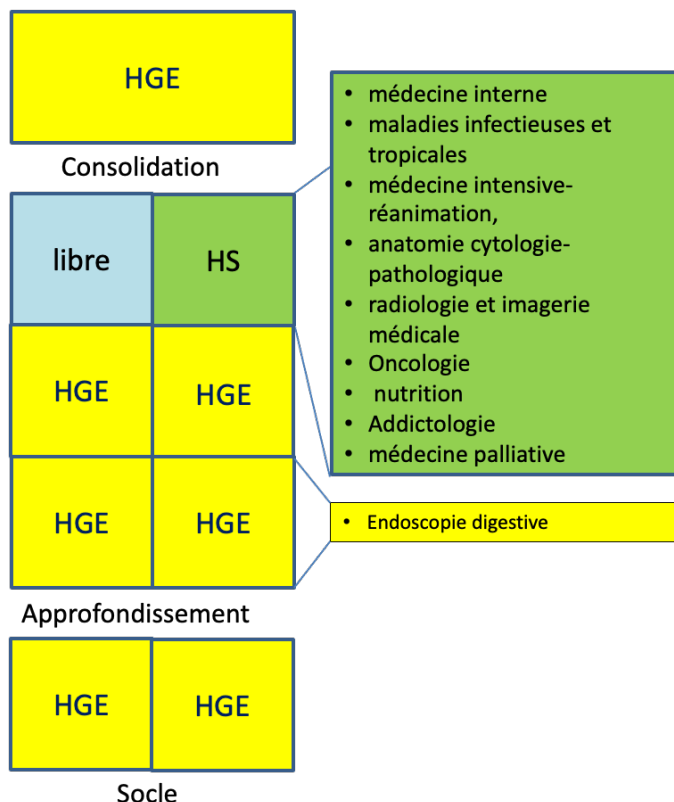 HGE
Consolidation
libre
HS
HGE
HGE
HGE
HGE
Approfondissement
HGE
HGE
Socle
• médecine interne
• maladies infectieuses et
tropicales
• médecine intensive-
réanimation,
• anatomie cytologie-
pathologique
• radiologie et imagerie
médicale
• Oncologie
• nutrition
• Addictologie
• médecine palliative
• Endoscopie digestive